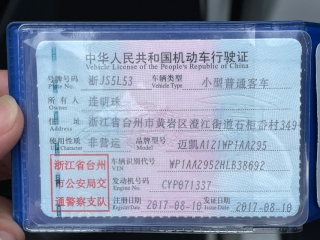 中华人民共和国机动车行驶证
Vehicle License of the People's Republic of China
号牌号码 浙J55L53 车辆类型 小型普通客车
Plate No. Vehicle Type
所有人 连明珠
Owner
住址 浙江省台州市黄岩区澄江街道石柜岙村349
Address
使用性质 非营运 品牌型号 迈凯A121WP1AA295
Use Character Model
浙江省台州
市公安局交
通警察支队
车辆识别代号 WP1AA2952HLB38692
VIN
发动机号码 CYP071337
Engine No.
注册日期 2017-08-10 发证日期 2017-08-10
Register Date Issue Date